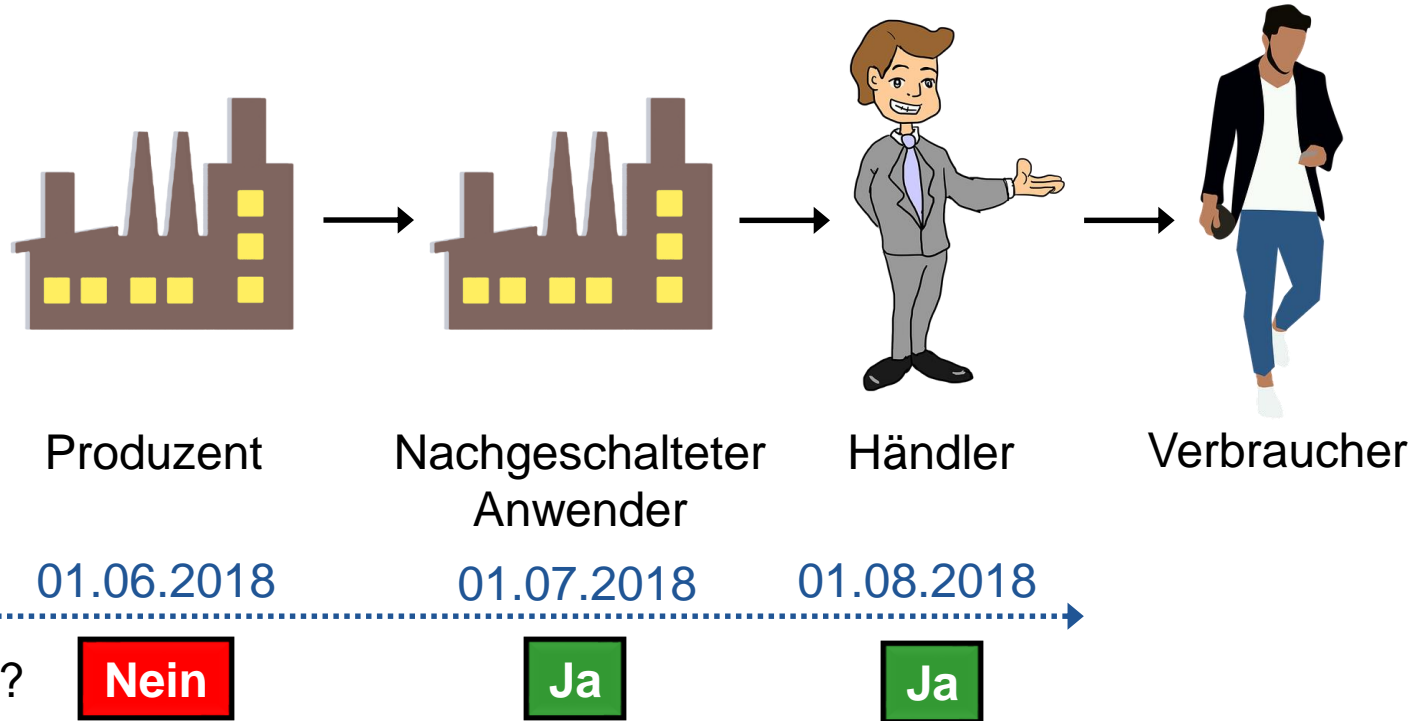 Produzent
Nachgeschalteter
Anwender
Händler
Verbraucher
01.06.2018
01.07.2018
01.08.2018
?
Nein
Ja
Ja